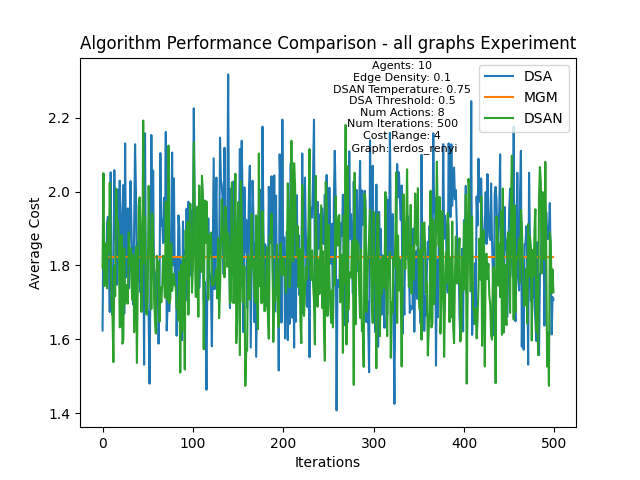 Algorithm Performance Comparison - all graphs Experiment
Agents: 10
Edge Density: 0.1
DSAN Temperature: 0.75
DSA Threshold: 0.5
Num Actions: 8
Num Iterations: 500
Cost Range: 4
Graph: erdos_renyi
DSA
MGM
DSAN
Average Cost
2.2
2.0
1.8
1.6
1.4
0
100
200
300
400
500
Iterations